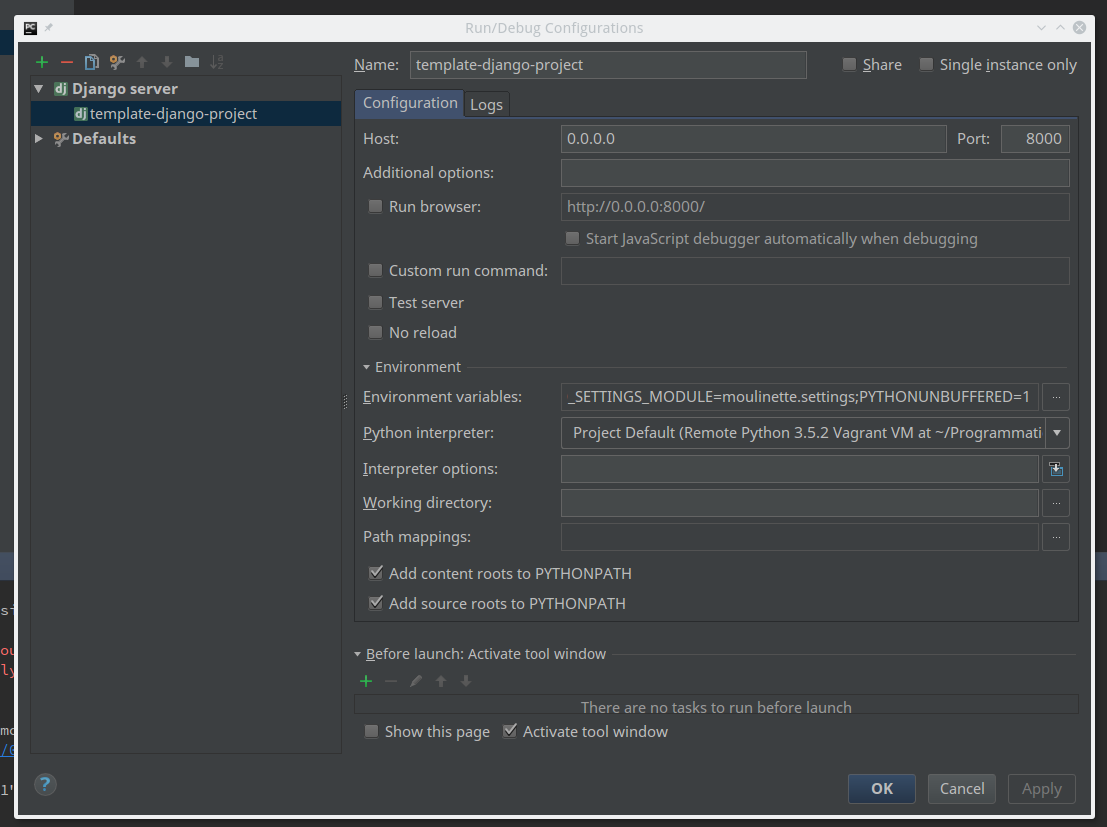 Run/Debug Configurations
Django server
template-django-project
Defaults
Name: template-django-project Share Single instance only
Configuration Logs
Host: 0.0.0.0 Port: 8000
Additional options:
Run browser: http://0.0.0.0:8000/
Start JavaScript debugger automatically when debugging
Custom run command:
Test server
No reload
Environment
Environment variables: _SETTINGS_MODULE=moulinette.settings;PYTHONUNBUFFERED=1 ...
Python interpreter: Project Default (Remote Python 3.5.2 Vagrant VM at ~/Programmati
Interpreter options:
Working directory: ...
Path mappings: ...
Add content roots to PYTHONPATH
Add source roots to PYTHONPATH
Before launch: Activate tool window
There are no tasks to run before launch
Show this page Activate tool window
? OK Cancel Apply